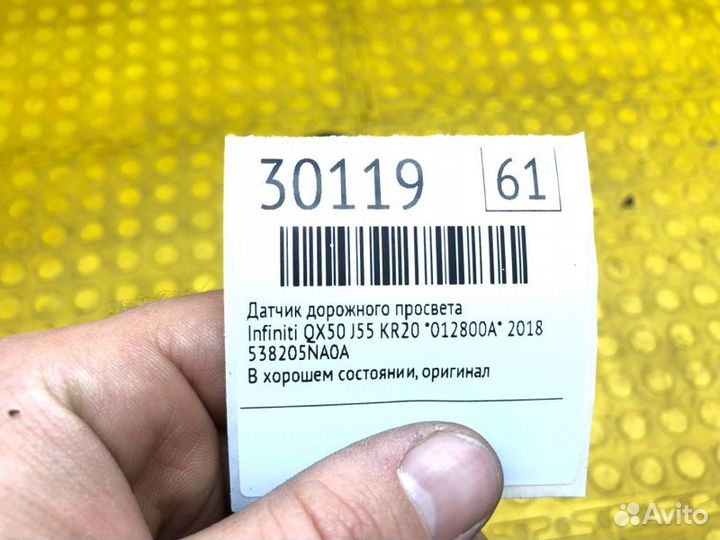 30119 61
Датчик дорожного просвета
Infiniti QX50 J55 KR20 *012800A* 2018
538205NA0A
В хорошем состоянии, оригинал
Avito